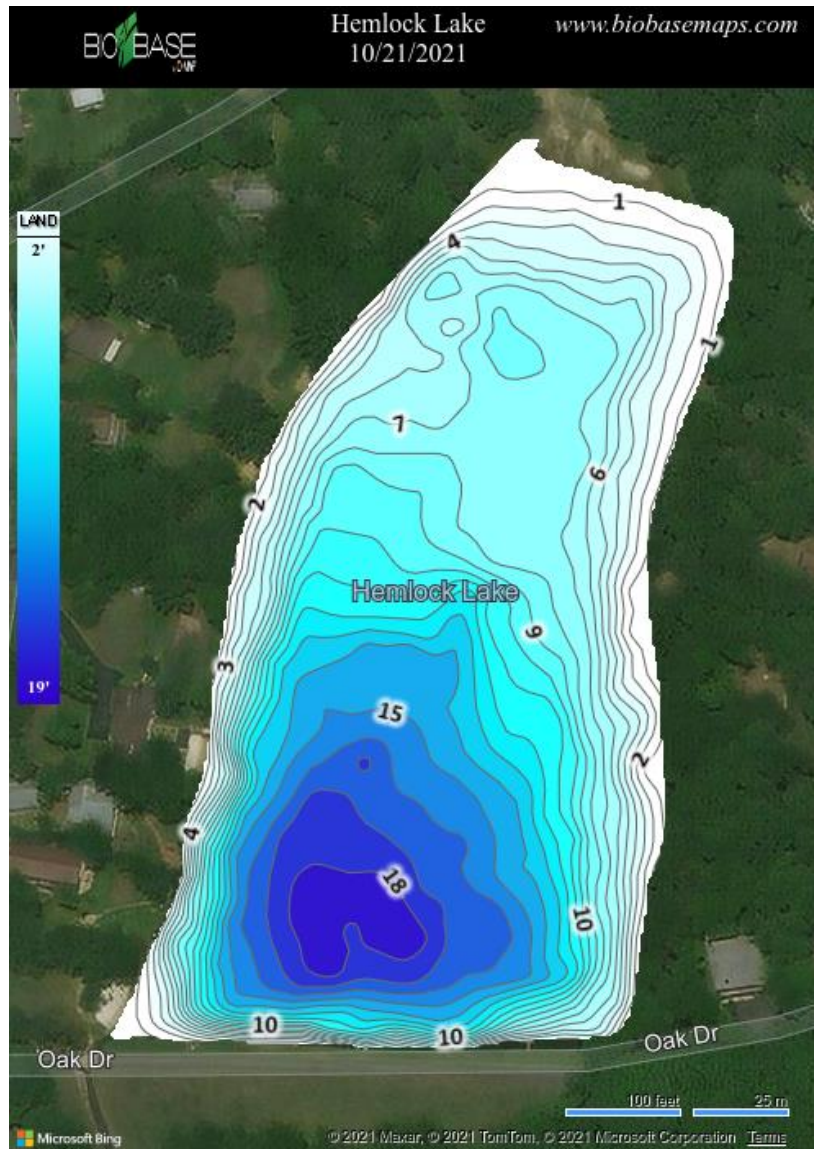 BIOBASE
Hemlock Lake
10/21/2021
www.biobasemaps.com
LAND
2'
19'
1
4
1
7
6
2
Hemlock Lake
9
3
15
2
4
18
10
10
10
Oak Dr
Oak Dr
100 feet
25 m
Microsoft Bing
© 2021 Maxar, © 2021 TomTom, © 2021 Microsoft Corporation
Terms